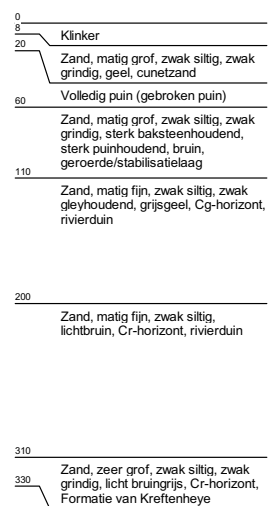 0
8
Klinker
20
Zand, matig grof, zwak siltig, zwak
grindig, geel, cunetzand
Volledig puin (gebroken puin)
60
Zand, matig grof, zwak siltig, zwak
grindig, sterk baksteenhoudend,
sterk puinhoudend, bruin,
geroerde/stabilisatielaag
110
Zand, matig fijn, zwak siltig, zwak
gleyhoudend, grijsgeel, Cg-horizont,
rivierduin
200
Zand, matig fijn, zwak siltig,
lichtbruin, Cr-horizont, rivierduin
310
Zand, zeer grof, zwak siltig, zwak
grindig, licht bruingrijs, Cr-horizont,
Formatie van Kreftenheye
330